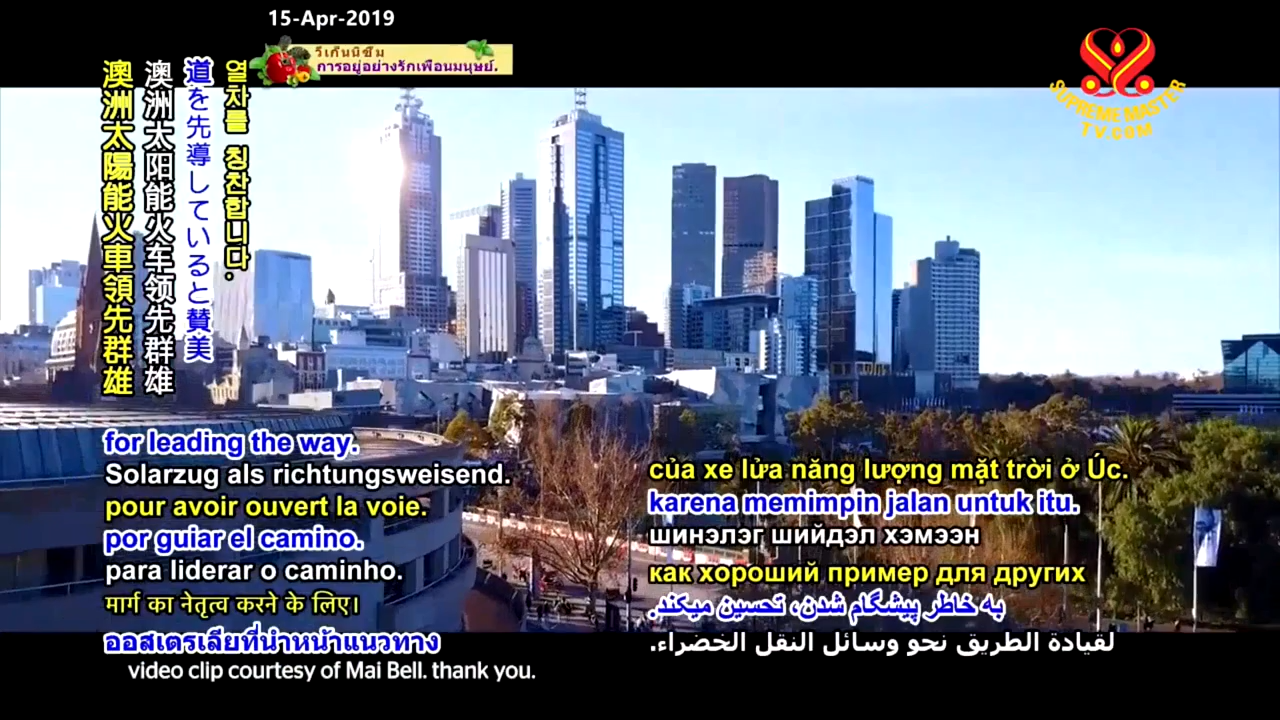 15-Apr-2019
วีเก้นนิซึม
การอยู่อย่างรักเพื่อนมนุษย์.
SUPREME MASTER
TV.COM
열차를 칭찬합니다.
道を先導していると賛美
澳洲太阳能火车领先群雄
澳洲太陽能火車領先群雄
for leading the way.
Solarzug als richtungsweisend.
pour avoir ouvert la voie.
por guiar el camino.
para liderar o caminho.
मार्ग का नेतृत्व करने के लिए।
ออสเตรเลียที่นำหน้าแนวทาง
của xe lửa năng lượng mặt trời ở Úc.
karena memimpin jalan untuk itu.
шинэлэг шийдэл хэмээн
как хороший пример для других
به خاطر پیشگام شدن، تحسین میکند.
لقيادة الطريق نحو وسائل النقل الخضراء.
video clip courtesy of Mai Bell. thank you.